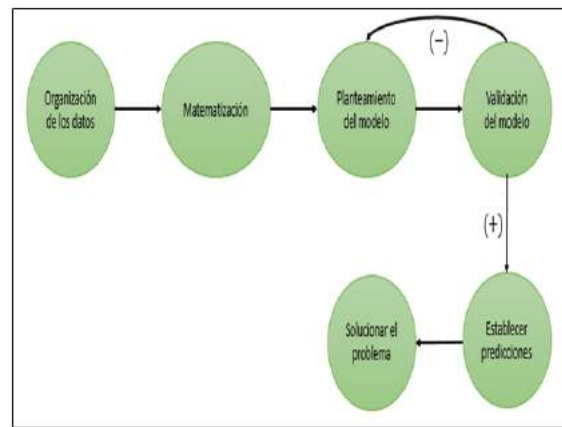 Organización
de los datos
Matematización
Planteamiento
del modelo
(−)
Validación
del modelo
(+)
Establecer
predicciones
Solucionar el
problema